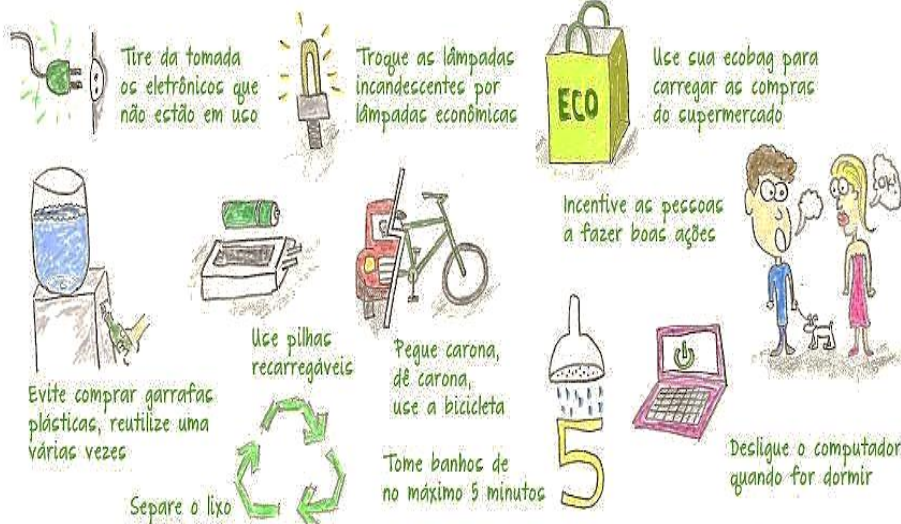 Tire da tomada
os eletrônicos que
não estão em uso
Troque as lâmpadas
incandescentes por
lâmpadas econômicas
ECO
Use sua ecobag para
carregar as compras
do supermercado
Incentive as pessoas
a fazer boas ações
OK!
Evite comprar garrafas
plásticas, reutilize uma
várias vezes
Use pilhas
recarregáveis
Pegue carona,
dê carona,
use a bicicleta
Separe o lixo
Tome banhos de
no máximo 5 minutos
5
Desligue o computador
quando for dormir